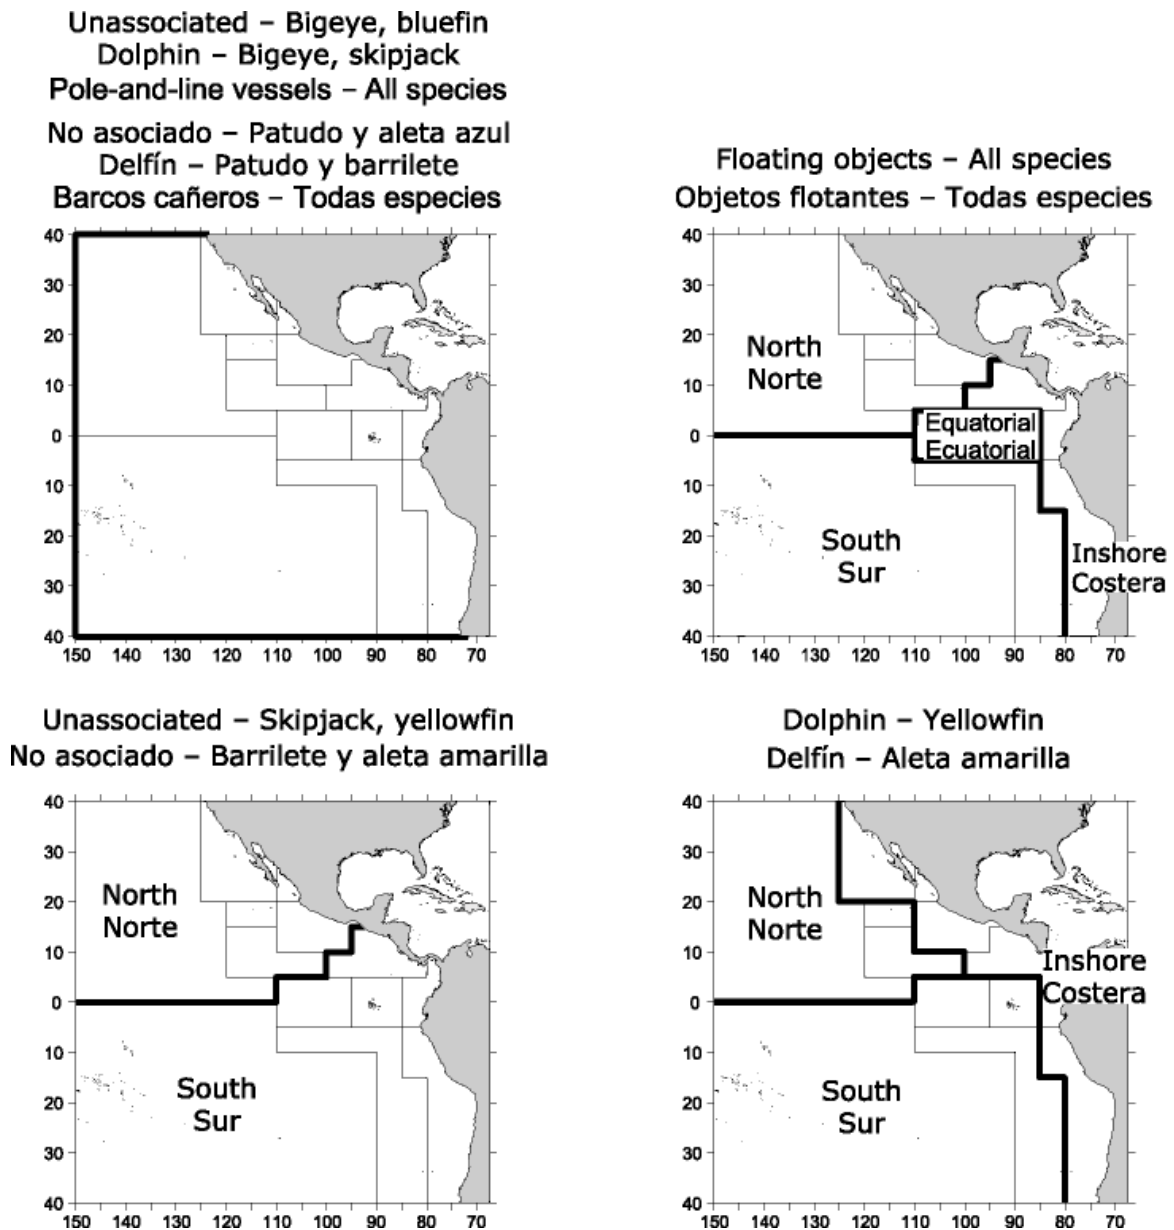 Unassociated – Bigeye, bluefin
Dolphin – Bigeye, skipjack
Pole-and-line vessels – All species
No asociado – Patudo y aleta azul
Delfín – Patudo y barrilete
Barcos cañeros – Todas especies
40
30
20
10
0
10
20
30
40
150 140 130 120 110 100 90 80 70
Floating objects – All species
Objetos flotantes – Todas especies
40
30
20
10
0
10
20
30
40
North
Norte
Equatorial
Ecuatorial
South
Sur
Inshore
Costera
150 140 130 120 110 100 90 80 70
Unassociated – Skipjack, yellowfin
No asociado – Barrilete y aleta amarilla
40
30
20
10
0
10
20
30
40
North
Norte
South
Sur
150 140 130 120 110 100 90 80 70
Dolphin – Yellowfin
Delfín – Aleta amarilla
40
30
20
10
0
10
20
30
40
North
Norte
Inshore
Costera
South
Sur
150 140 130 120 110 100 90 80 70